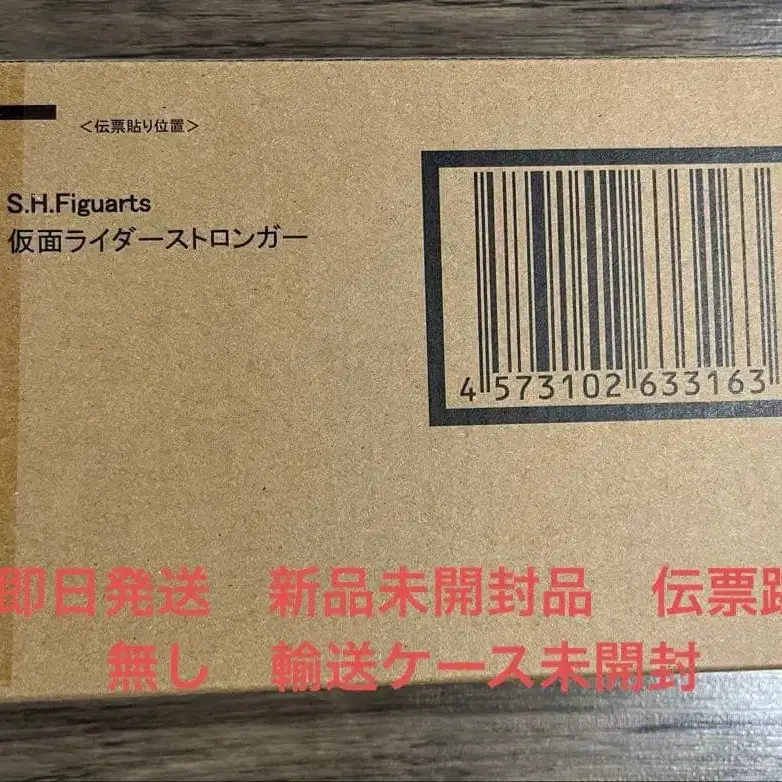 <伝票貼り位置>
S.H.Figuarts
仮面ライダーストロンガー
4 573102 633163
即日発送 新品未開封品 伝票跡
無し 輸送ケース未開封